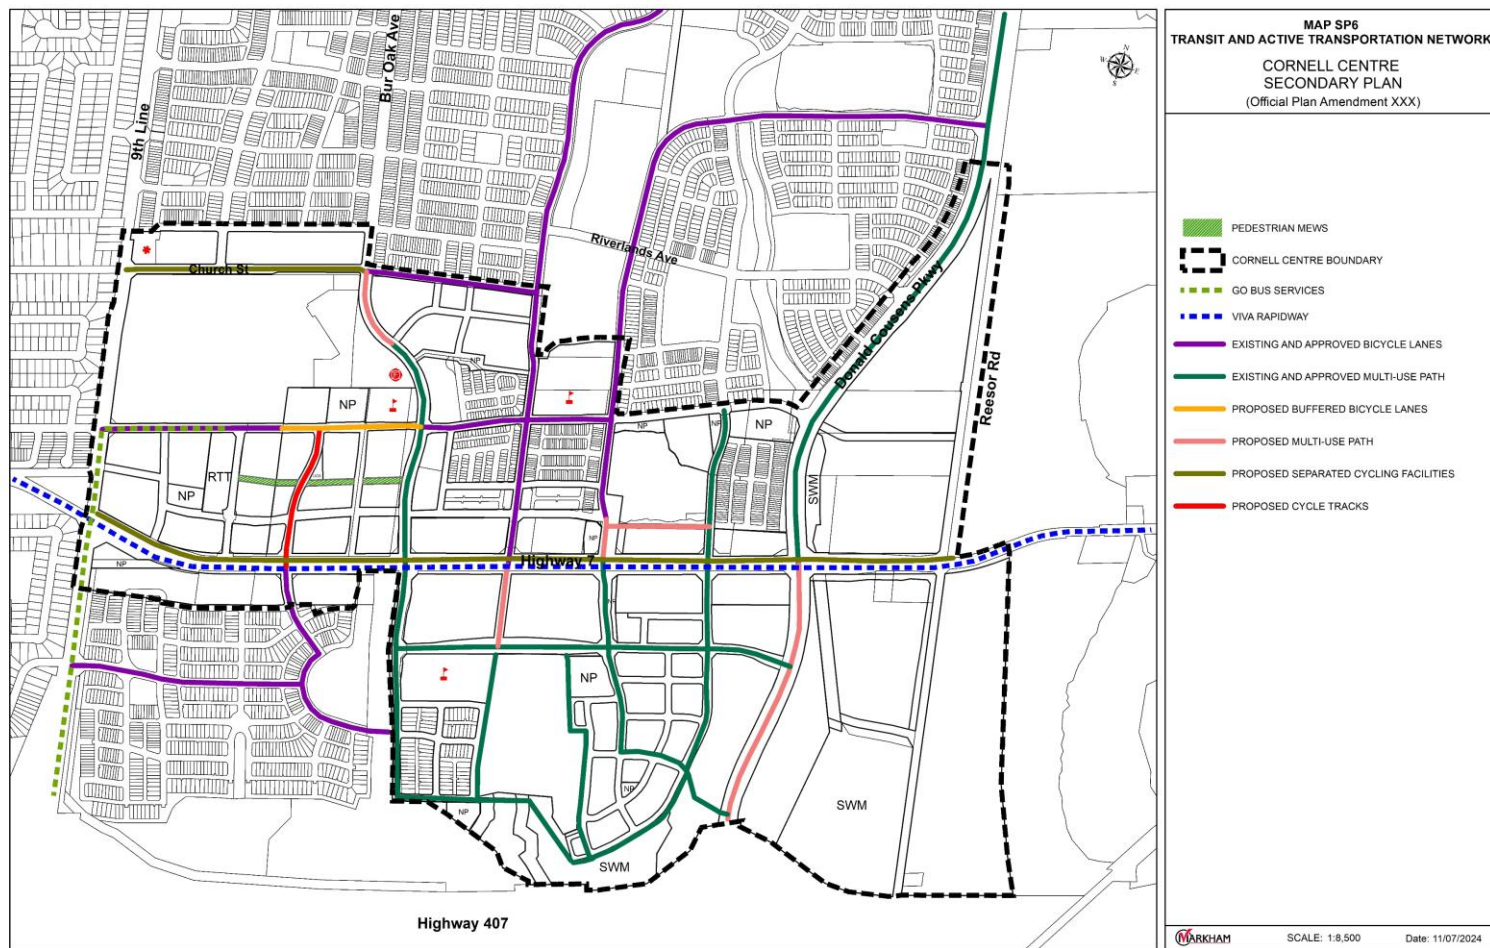 MAP SP6
TRANSIT AND ACTIVE TRANSPORTATION NETWORK
CORNELL CENTRE
SECONDARY PLAN
(Official Plan Amendment XXX)
N
W
E
S
PEDESTRIAN MEWS
CORNELL CENTRE BOUNDARY
GO BUS SERVICES
VIVA RAPIDWAY
EXISTING AND APPROVED BICYCLE LANES
EXISTING AND APPROVED MULTI-USE PATH
PROPOSED BUFFERED BICYCLE LANES
PROPOSED MULTI-USE PATH
PROPOSED SEPARATED CYCLING FACILITIES
PROPOSED CYCLE TRACKS
MARKHAM
SCALE: 1:8,500
Date: 11/07/2024
Bur Oak Ave
9th Line
Riverlands Ave
Church St
Donald Cousens Pkwy
Reesor Rd
NP
NP
NP
NP
NP
NP
RTT
NP
SWM
NP
Highway 7
NP
NP
NP
NP
NP
SWM
SWM
Highway 407